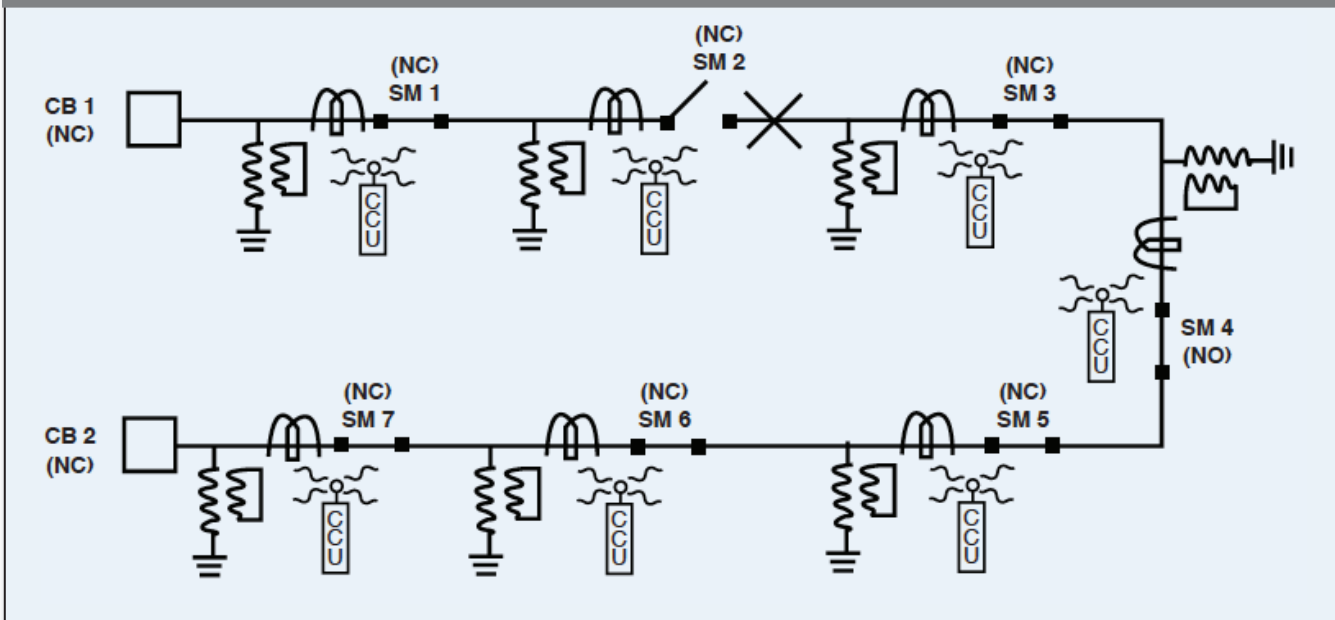 (NC)
SM 2
(NC)
SM 1
(NC)
SM 3
CB 1
(NC)
CCU
CCU
CCU
CCU
SM 4
(NO)
(NC)
SM 7
(NC)
SM 6
(NC)
SM 5
CB 2
(NC)
CCU
CCU
CCU